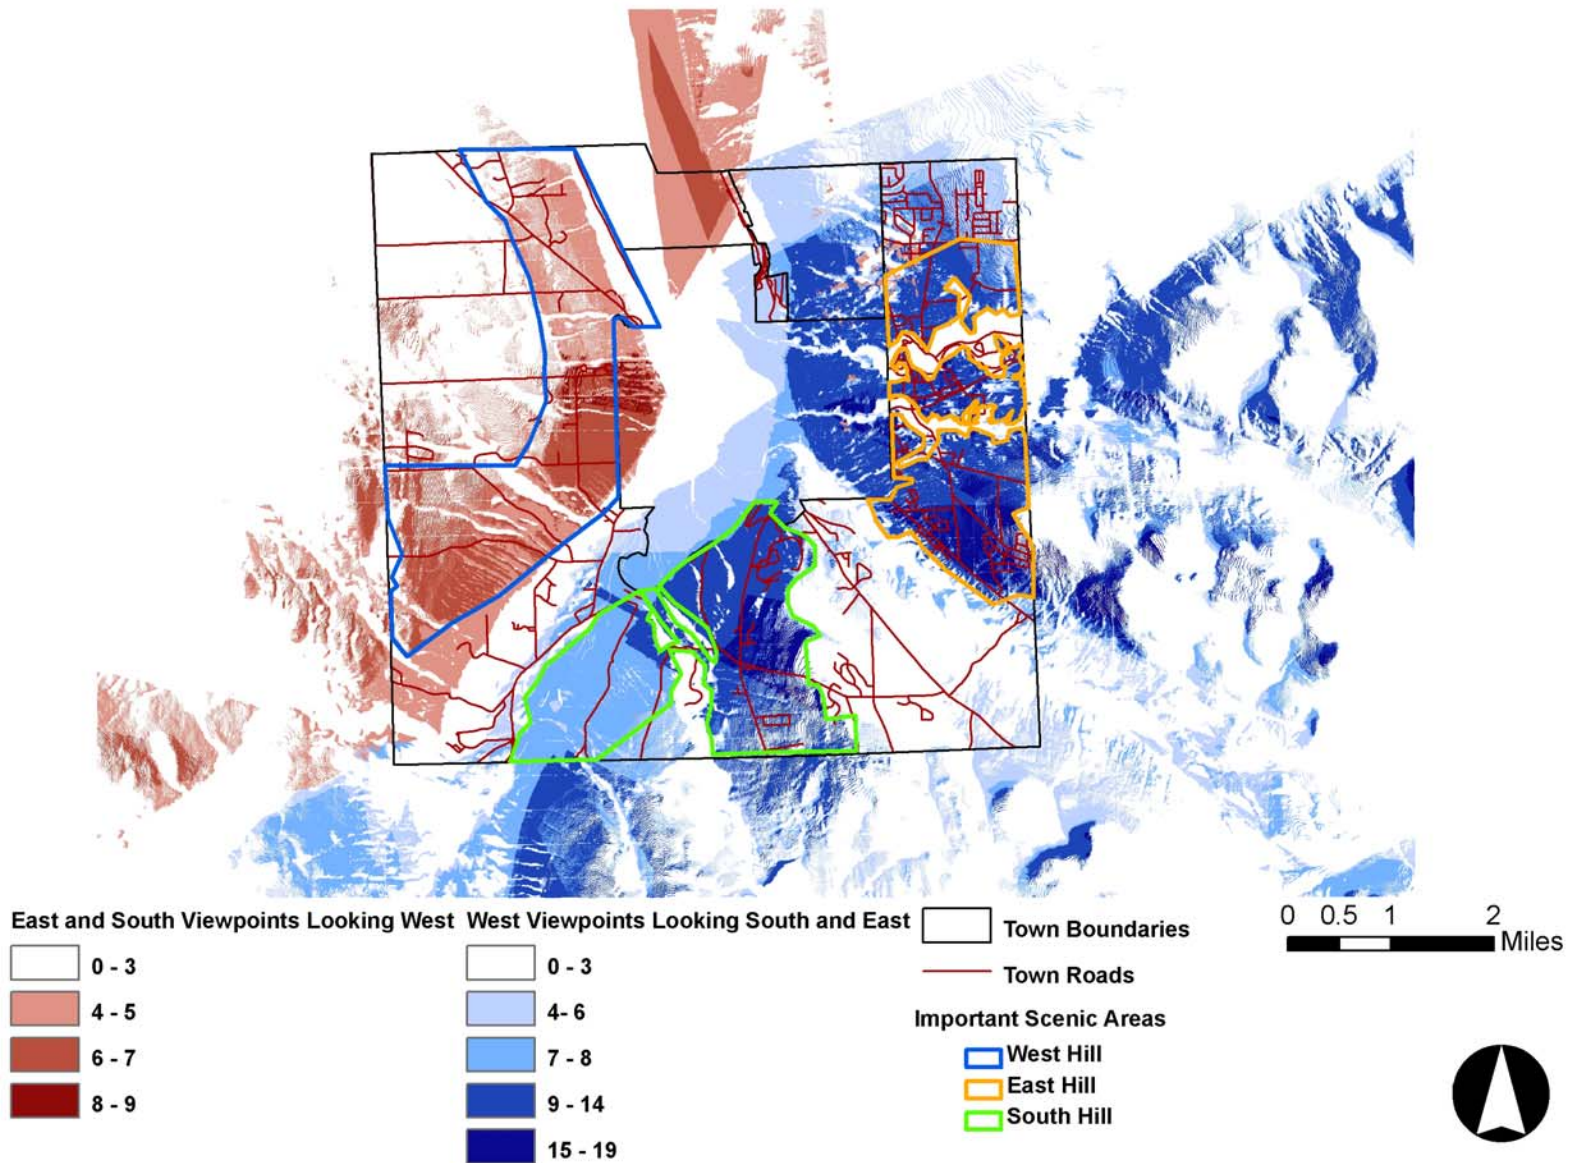 East and South Viewpoints Looking West
0 - 3
4 - 5
6 - 7
8 - 9
West Viewpoints Looking South and East
0 - 3
4- 6
7 - 8
9 - 14
15 - 19
Town Boundaries
Town Roads
Important Scenic Areas
West Hill
East Hill
South Hill
0 0.5 1 2
Miles